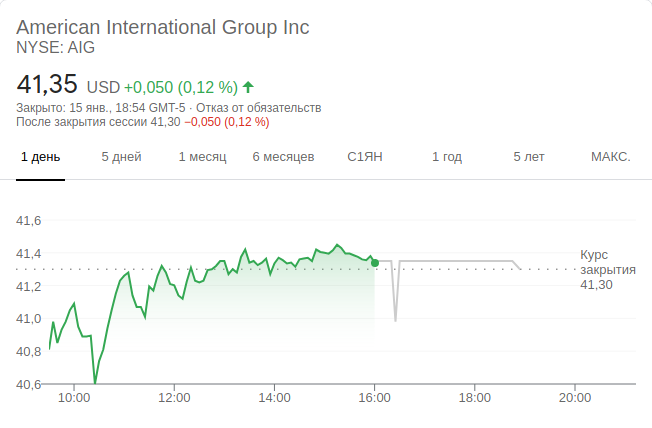 American International Group Inc
NYSE: AIG
41,35 USD +0,050 (0,12 %)
Закрыто: 15 янв., 18:54 GMT-5 · Отказ от обязательств
После закрытия сессии 41,30 −0,050 (0,12 %)
1 день 5 дней 1 месяц 6 месяцев С1ЯН 1 год 5 лет МАКС.
41,6
41,4
41,2
41,0
40,8
40,6
Курс
закрытия
41,30
10:00 12:00 14:00 16:00 18:00 20:00